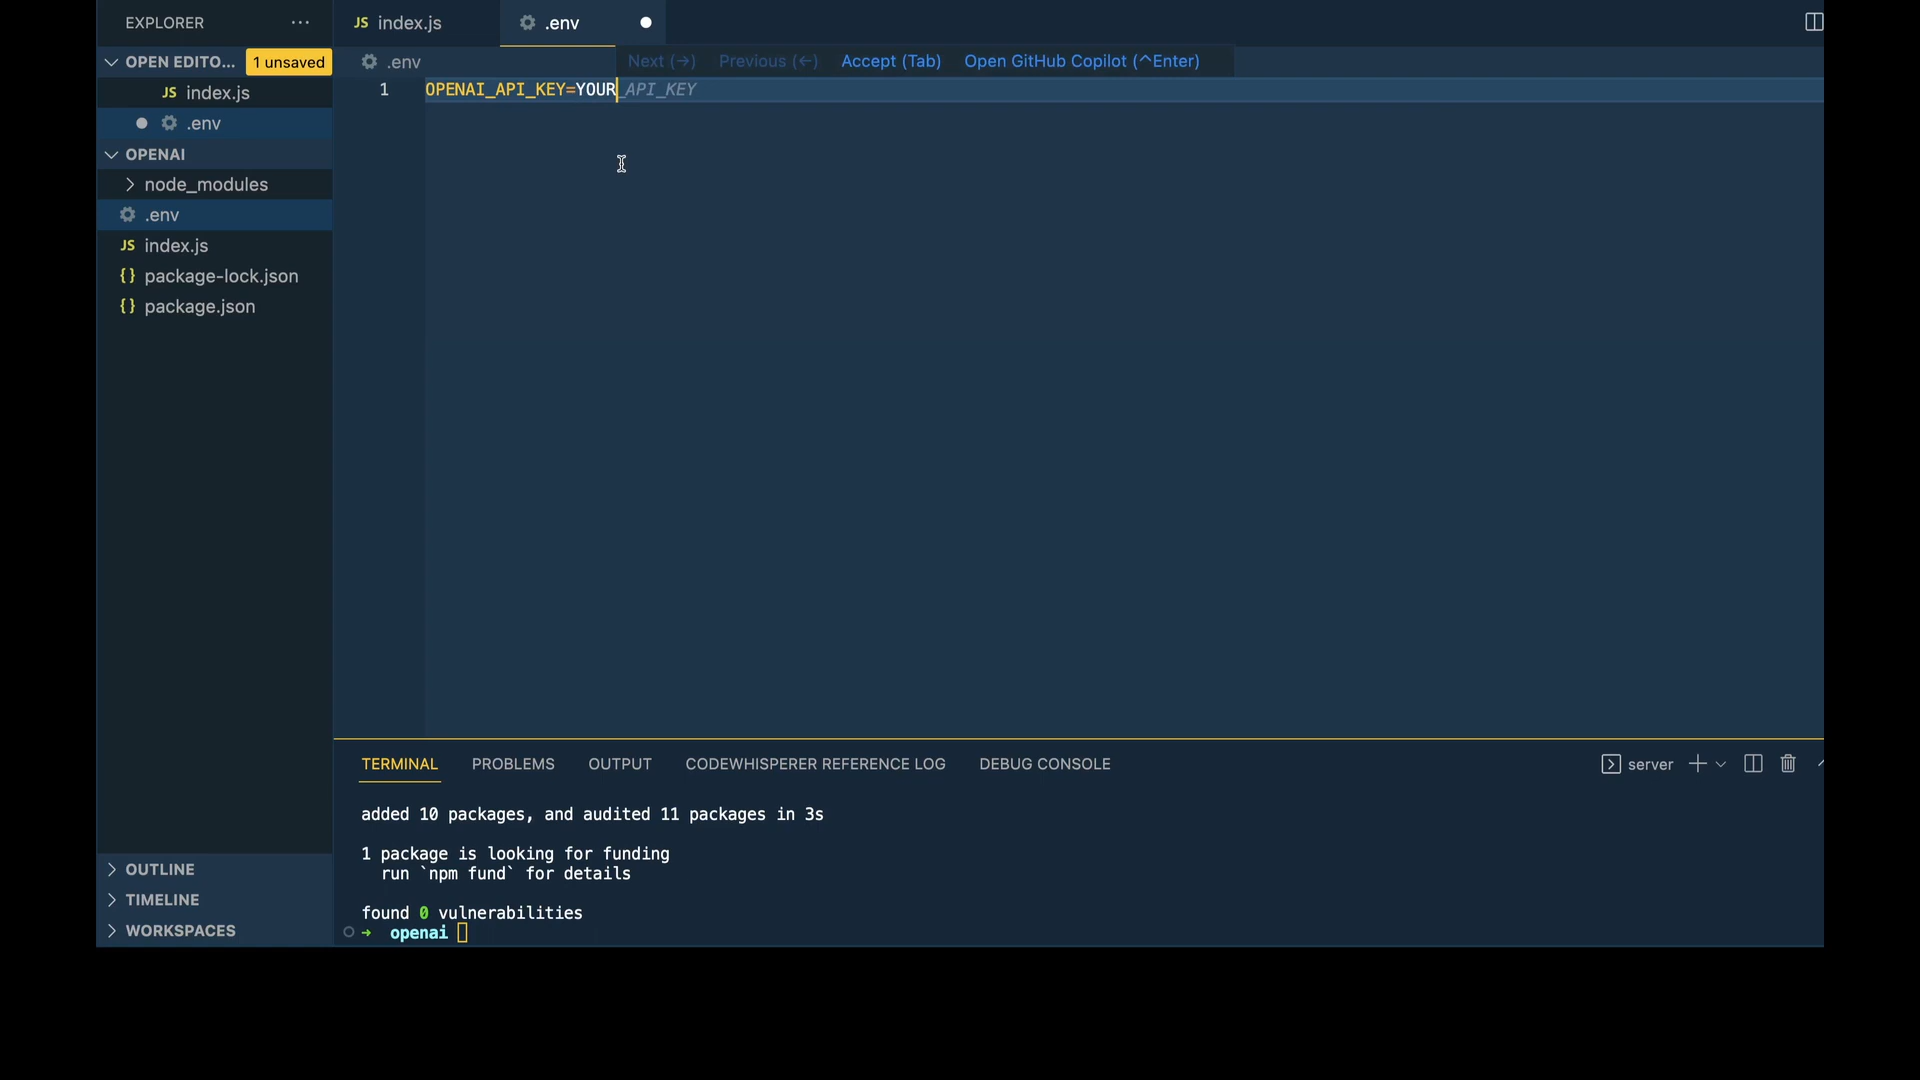 EXPLORER ···
JS index.js
.env
OPEN EDITO... 1 unsaved
JS index.js
.env
OPENAI
node_modules
.env
JS index.js
{} package-lock.json
{} package.json
OUTLINE
TIMELINE
WORKSPACES
.env
Next (→) Previous (←) Accept (Tab) Open GitHub Copilot (^Enter)
1 OPENAI_API_KEY=YOUR_API_KEY
TERMINAL PROBLEMS OUTPUT CODEWHISPERER REFERENCE LOG DEBUG CONSOLE server
added 10 packages, and audited 11 packages in 3s
1 package is looking for funding
run `npm fund` for details
found 0 vulnerabilities
→ openai